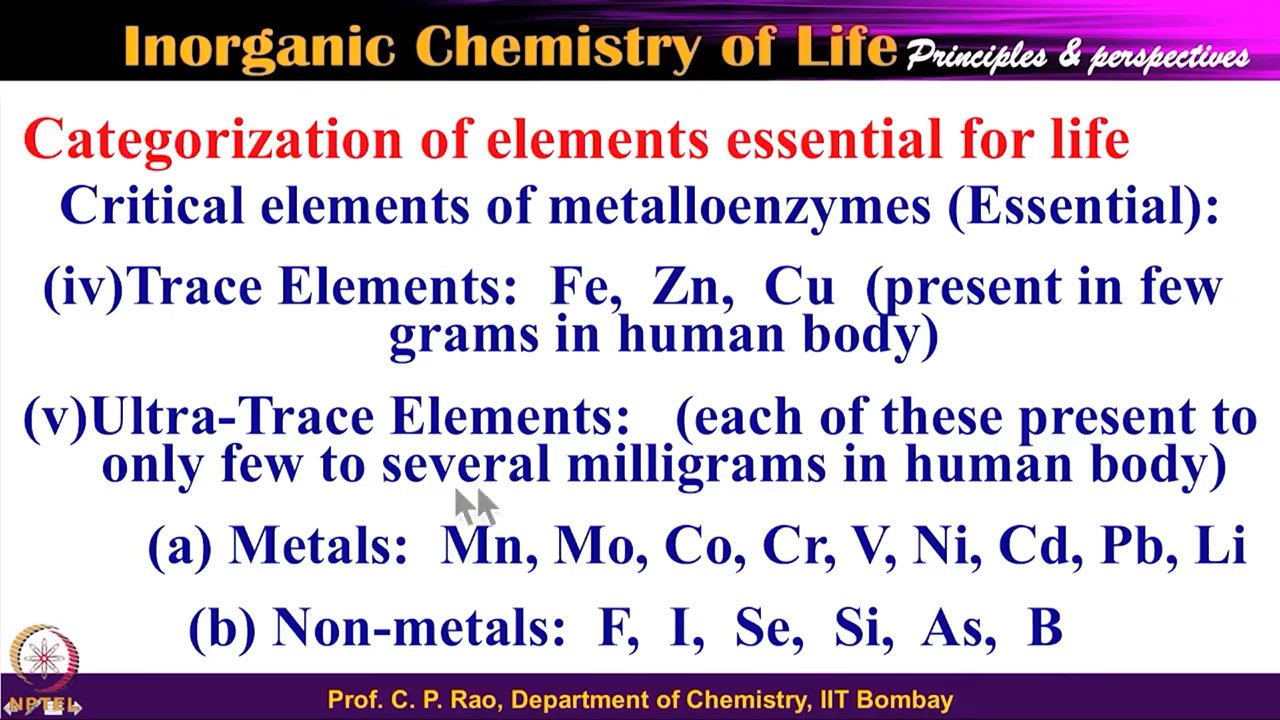 Inorganic Chemistry of Life Principles & perspectives
Categorization of elements essential for life
Critical elements of metalloenzymes (Essential):
(iv)Trace Elements: Fe, Zn, Cu (present in few
grams in human body)
(v)Ultra-Trace Elements: (each of these present to
only few to several milligrams in human body)
(a) Metals: Mn, Mo, Co, Cr, V, Ni, Cd, Pb, Li
(b) Non-metals: F, I, Se, Si, As, B
NPTEL
Prof. C. P. Rao, Department of Chemistry, IIT Bombay